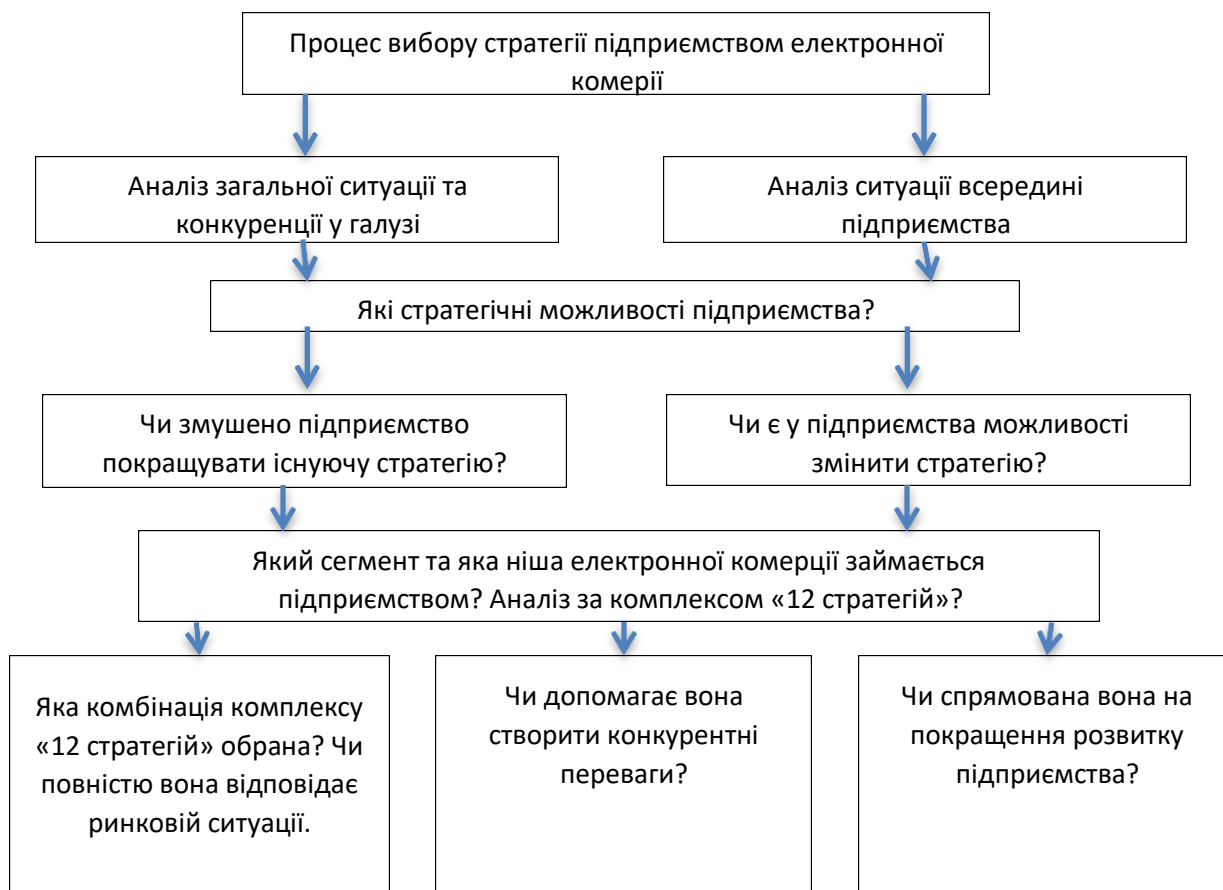 Процес вибору стратегії підприємством електронної
комерії
Аналіз загальної ситуації та
конкуренції у галузі
Аналіз ситуації всередині
підприємства
Які стратегічні можливості підприємства?
Чи змушено підприємство
покращувати існуючу стратегію?
Чи є у підприємства можливості
змінити стратегію?
Який сегмент та яка ніша електронної комерції займається
підприємством? Аналіз за комплексом «12 стратегій»?
Яка комбінація комплексу
«12 стратегій» обрана? Чи
повністю вона відповідає
ринковій ситуації.
Чи допомагає вона
створити конкурентні
переваги?
Чи спрямована вона на
покращення розвитку
підприємства?